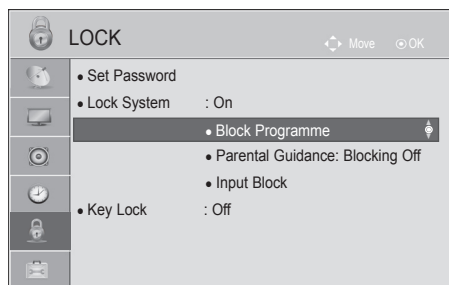 LOCK
Move OK
• Set Password
• Lock System : On
• Block Programme
• Parental Guidance: Blocking Off
• Input Block
• Key Lock : Off